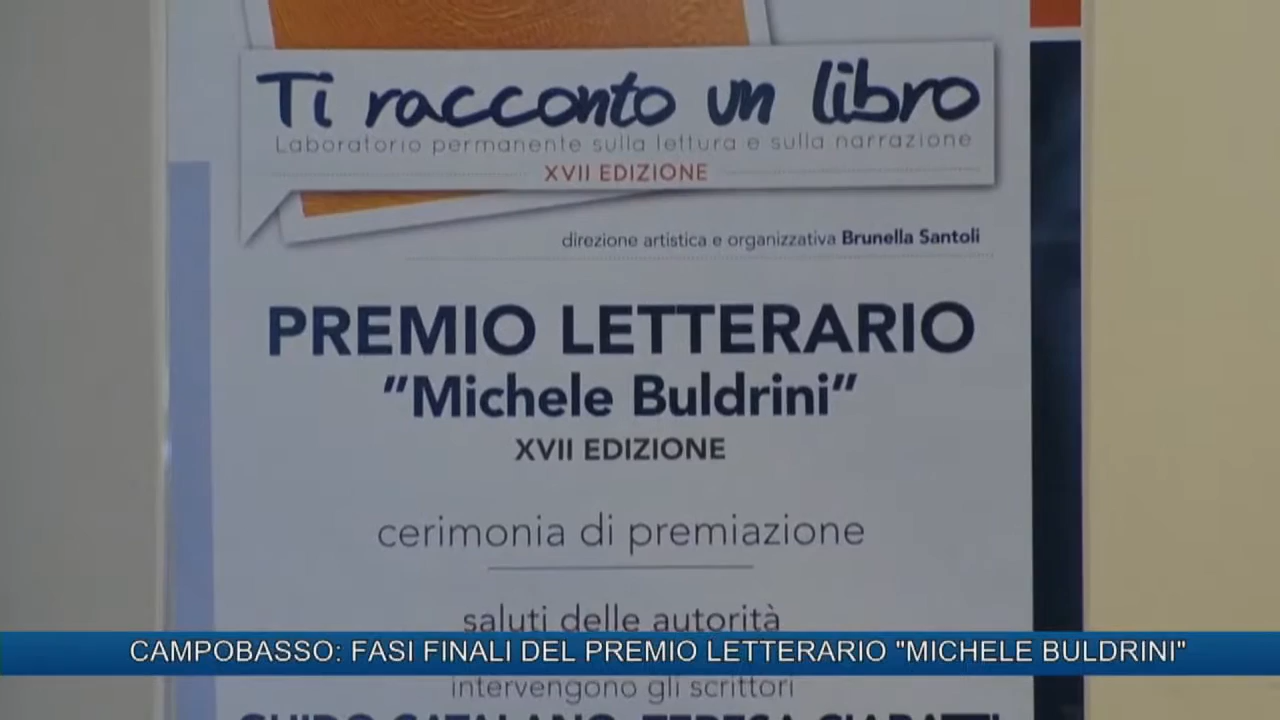 Ti racconto un libro
Laboratorio permanente sulla lettura e sulla narrazione
XVII EDIZIONE
direzione artistica e organizzativa Brunella Santoli
PREMIO LETTERARIO
"Michele Buldrini"
XVII EDIZIONE
cerimonia di premiazione
saluti delle autorità
CAMPOBASSO: FASI FINALI DEL PREMIO LETTERARIO "MICHELE BULDRINI"
intervengono gli scrittori